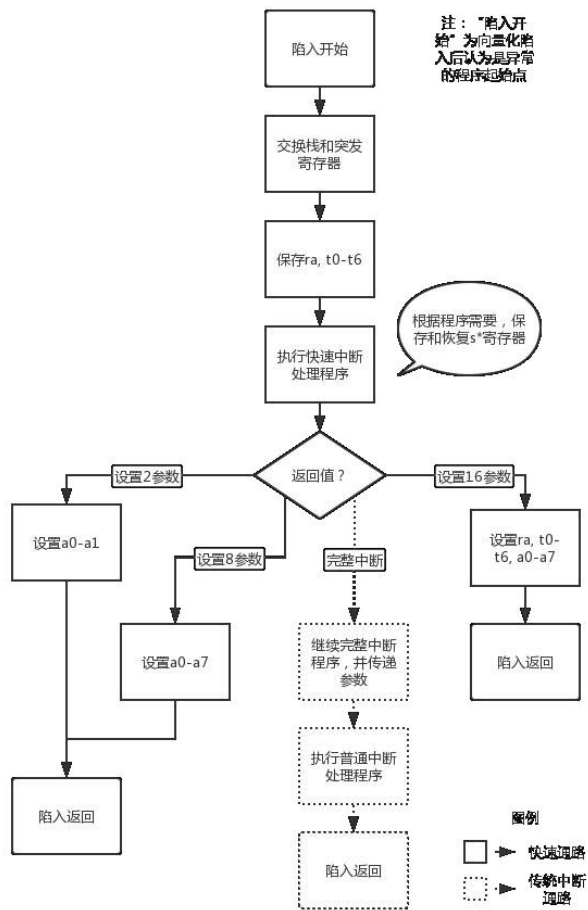 注："陷入开
始"为向量化陷
入后认为是异常
的程序起始点
陷入开始
交换栈和突发
寄存器
保存ra, t0-t6
根据程序需要，保
存和恢复s*寄存器
执行快速中断
处理程序
返回值？
设置2参数
设置16参数
设置a0-a1
设置ra, t0-
t6, a0-a7
设置8参数
完整中断
继续完整中断
程序，并传递
参数
设置a0-a7
陷入返回
执行普通中断
处理程序
陷入返回
陷入返回
图例
快速通路
传统中断
通路